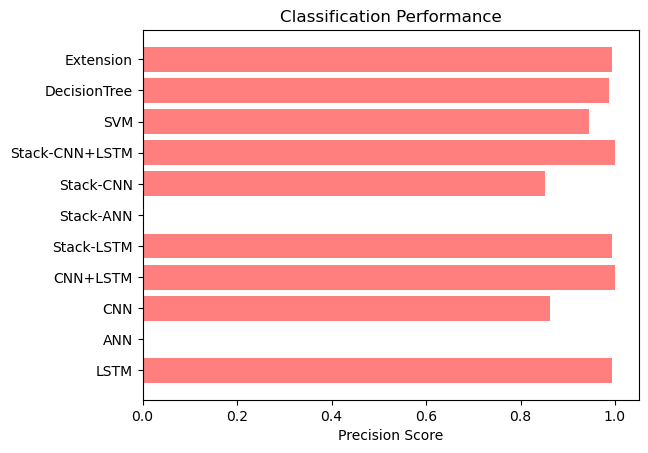 Classification Performance
Extension
DecisionTree
SVM
Stack-CNN+LSTM
Stack-CNN
Stack-ANN
Stack-LSTM
CNN+LSTM
CNN
ANN
LSTM
0.0 0.2 0.4 0.6 0.8 1.0
Precision Score